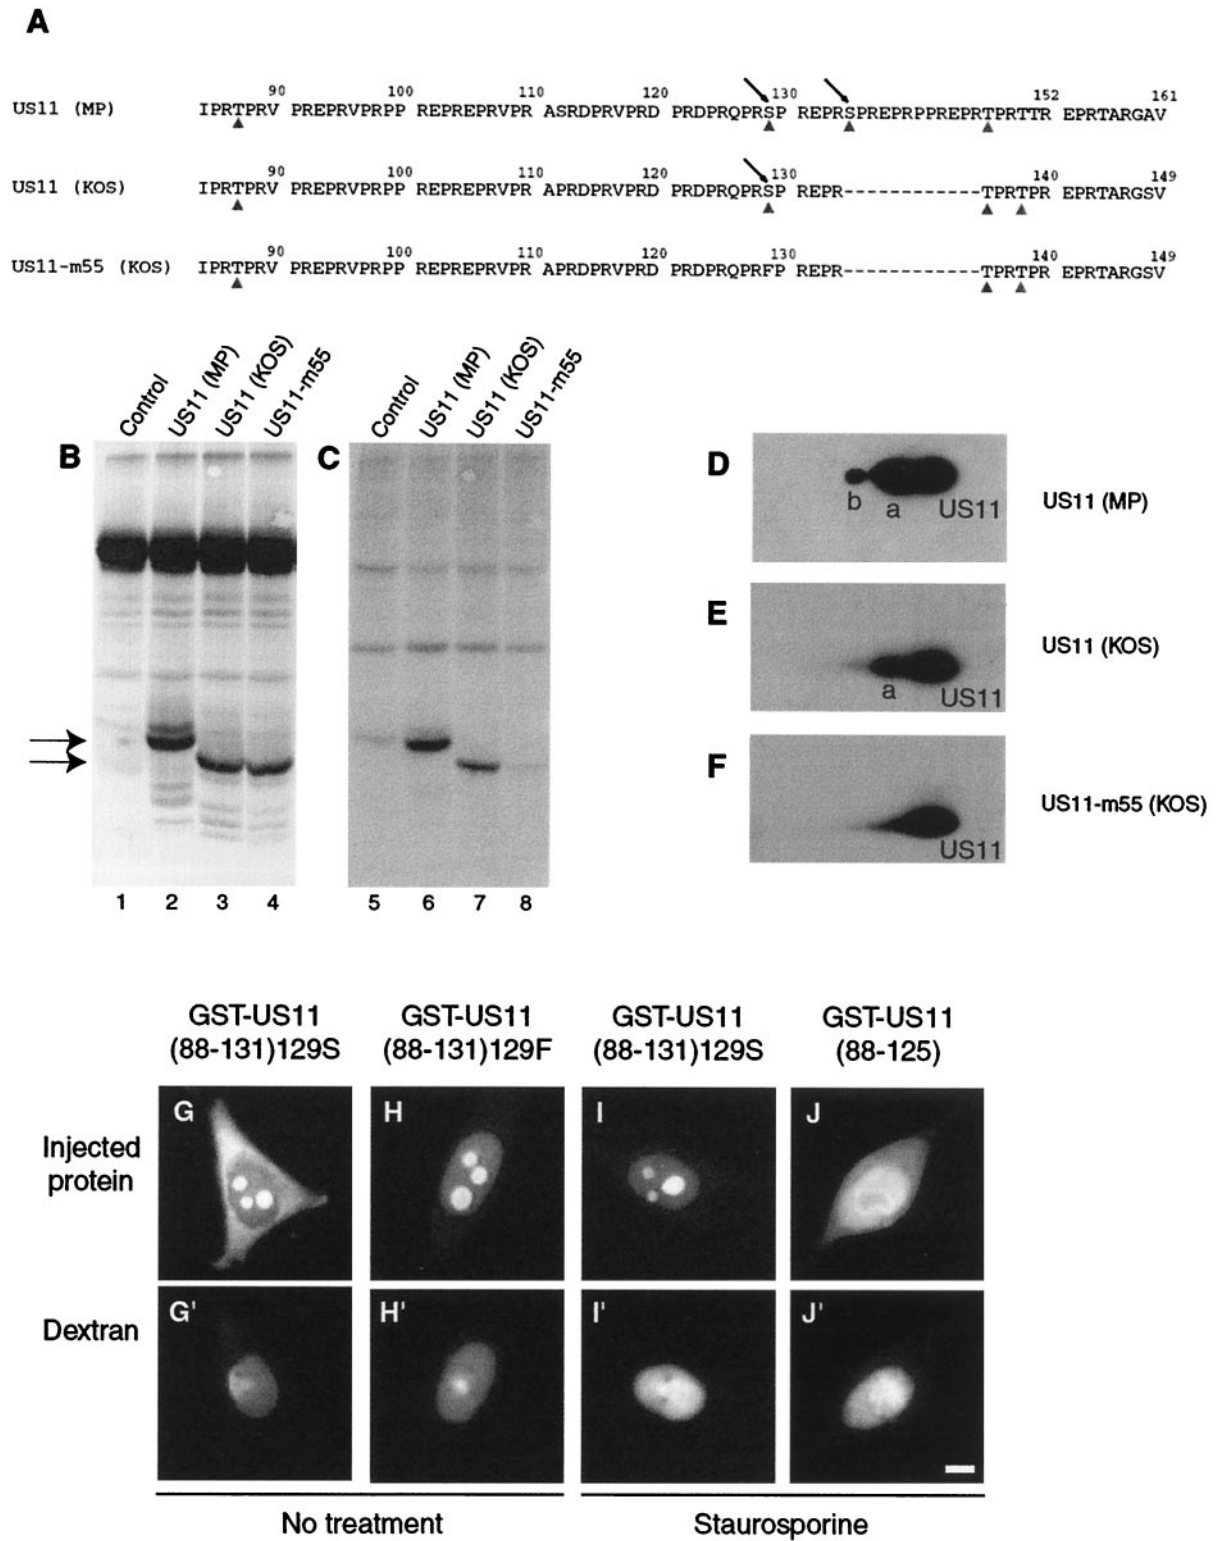 A
90 100 110 120 130 152 161
US11 (MP) IPRTPRV PREPRVPRPP REPREPRVPR ASRDPRVPRD PRDPRQPRSP REPRSPREPRPPREPRTPRTTR EPRTARGAV
90 100 110 120 130 140 149
US11 (KOS) IPRTPRV PREPRVPRPP REPREPRVPR APRDPRVPRD PRDPRQPRSP REPR------------TPRTPR EPRTARGSV
90 100 110 120 130 140 149
US11-m55 (KOS) IPRTPRV PREPRVPRPP REPREPRVPR APRDPRVPRD PRDPRQPRFP REPR------------TPRTPR EPRTARGSV
Control US11 (MP) US11 (KOS) US11-m55
Control US11 (MP) US11 (KOS) US11-m55
B C
1 2 3 4 5 6 7 8
D
b a US11
US11 (MP)
E
a US11
US11 (KOS)
F
US11
US11-m55 (KOS)
GST-US11 GST-US11 GST-US11 GST-US11
(88-131)129S (88-131)129F (88-131)129S (88-125)
Injected
protein
G H I J
Dextran
G' H' I' J'
No treatment Staurosporine